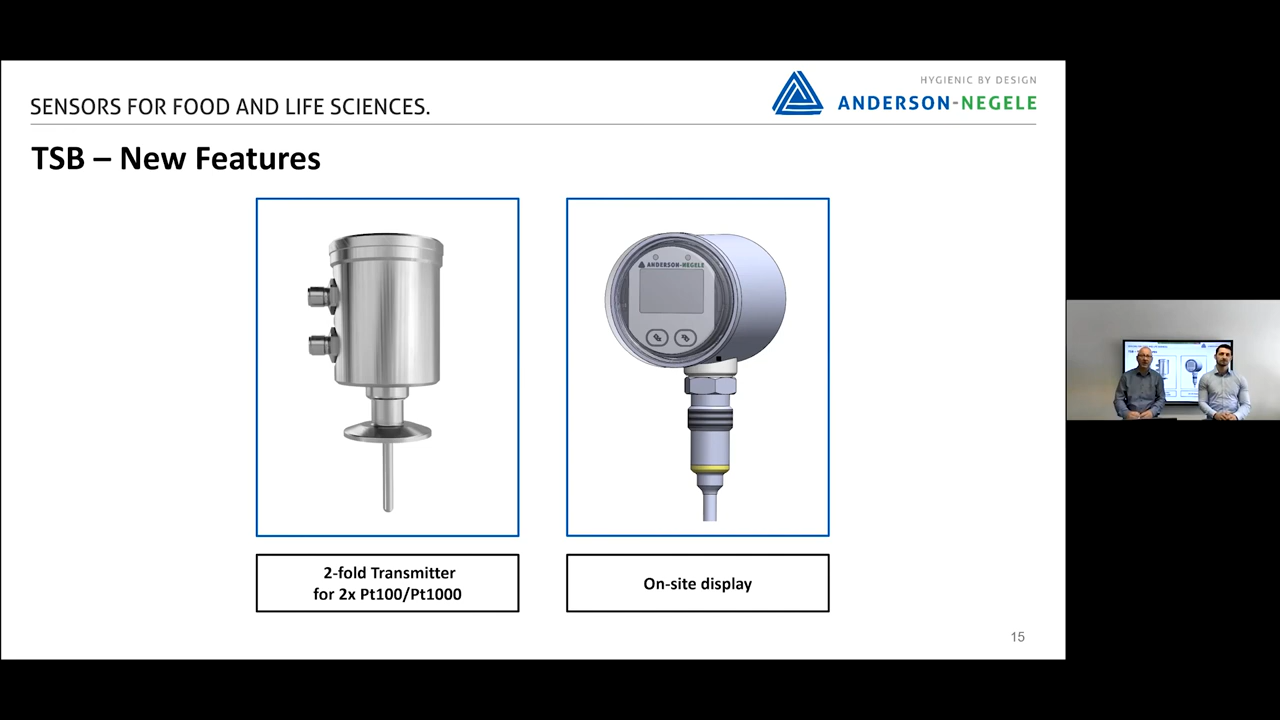 SENSORS FOR FOOD AND LIFE SCIENCES.
HYGIENIC BY DESIGN
ANDERSON-NEGELE
TSB – New Features
ANDERSON-NEGELE
2-fold Transmitter
for 2x Pt100/Pt1000
On-site display
15